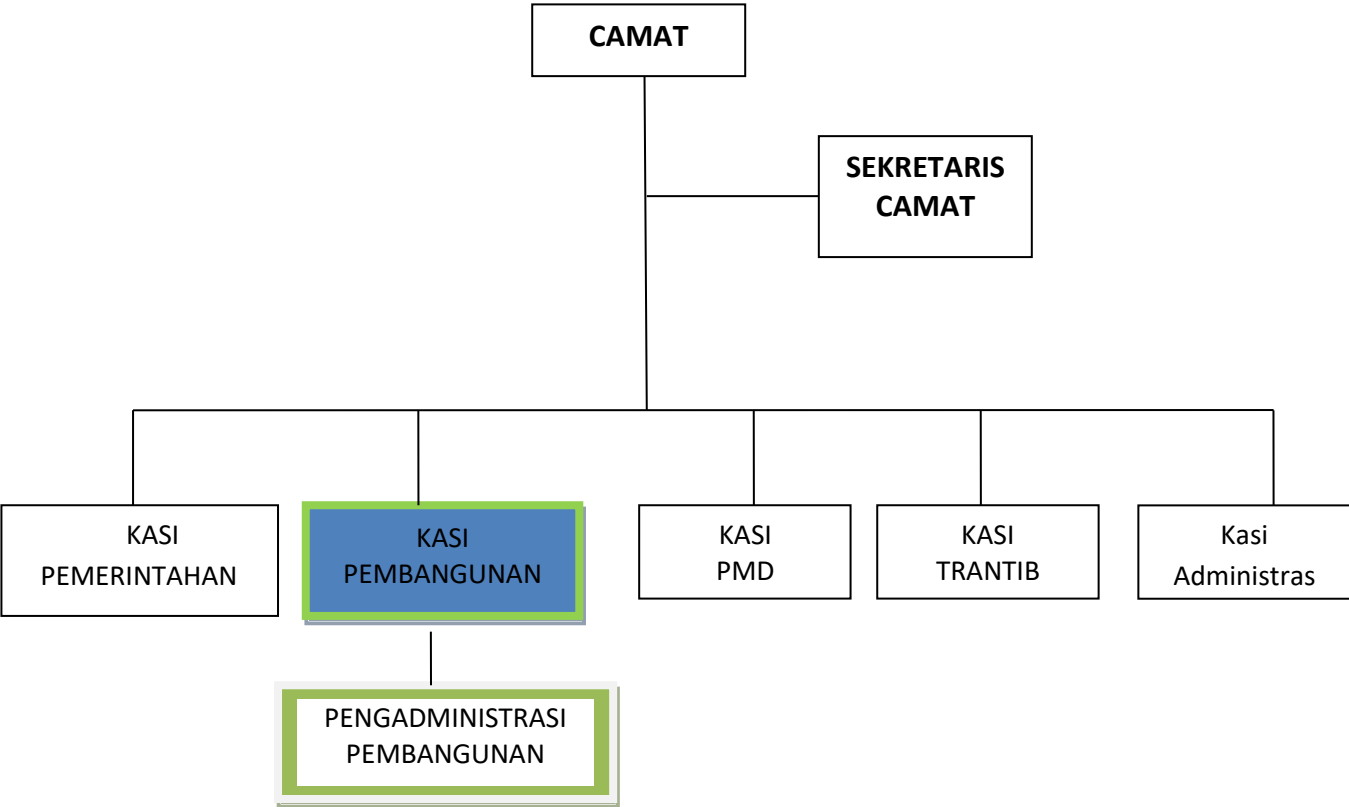 CAMAT
SEKRETARIS
CAMAT
KASI
PEMERINTAHAN
KASI
PEMBANGUNAN
KASI
PMD
KASI
TRANTIB
Kasi
Administras
PENGADMINISTRASI
PEMBANGUNAN